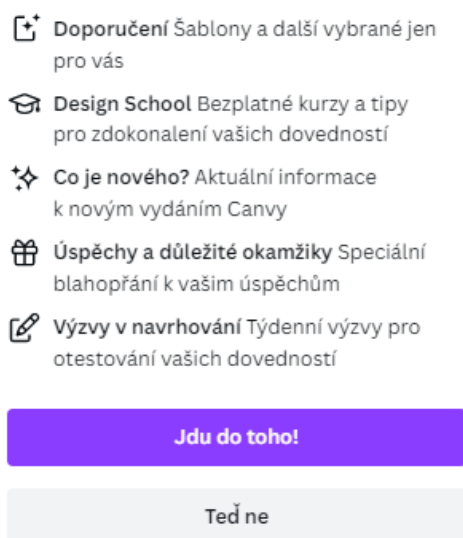 Doporučení Šablony a další vybrané jen
pro vás
Design School Bezplatné kurzy a tipy
pro zdokonalení vašich dovedností
Co je nového? Aktuální informace
k novým vydáním Canvy
Úspěchy a důležité okamžiky Speciální
blahopřání k vašim úspěchům
Výzvy v navrhování Týdenní výzvy pro
otestování vašich dovedností
Jdu do toho!
Teď ne